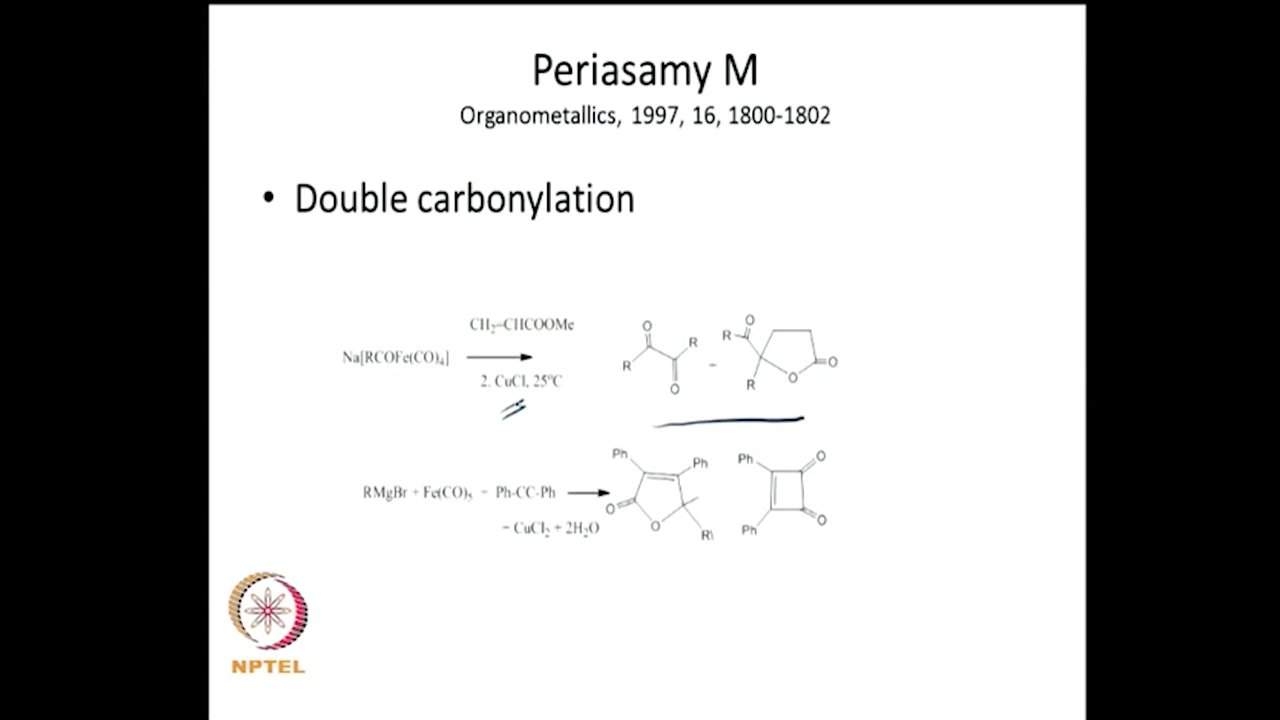 Periasamy M
Organometallics, 1997, 16, 1800-1802
• Double carbonylation
CH₂=CHCOOMe
Na[RCOFe(CO)₄]
2. CuCl, 25°C
R
O
R
O
-
R
O
R
O
O
RMgBr + Fe(CO)₅ - Ph-CC-Ph
- CuCl₂ + 2H₂O
Ph
Ph
O
O
R\
Ph
O
Ph
O
NPTEL